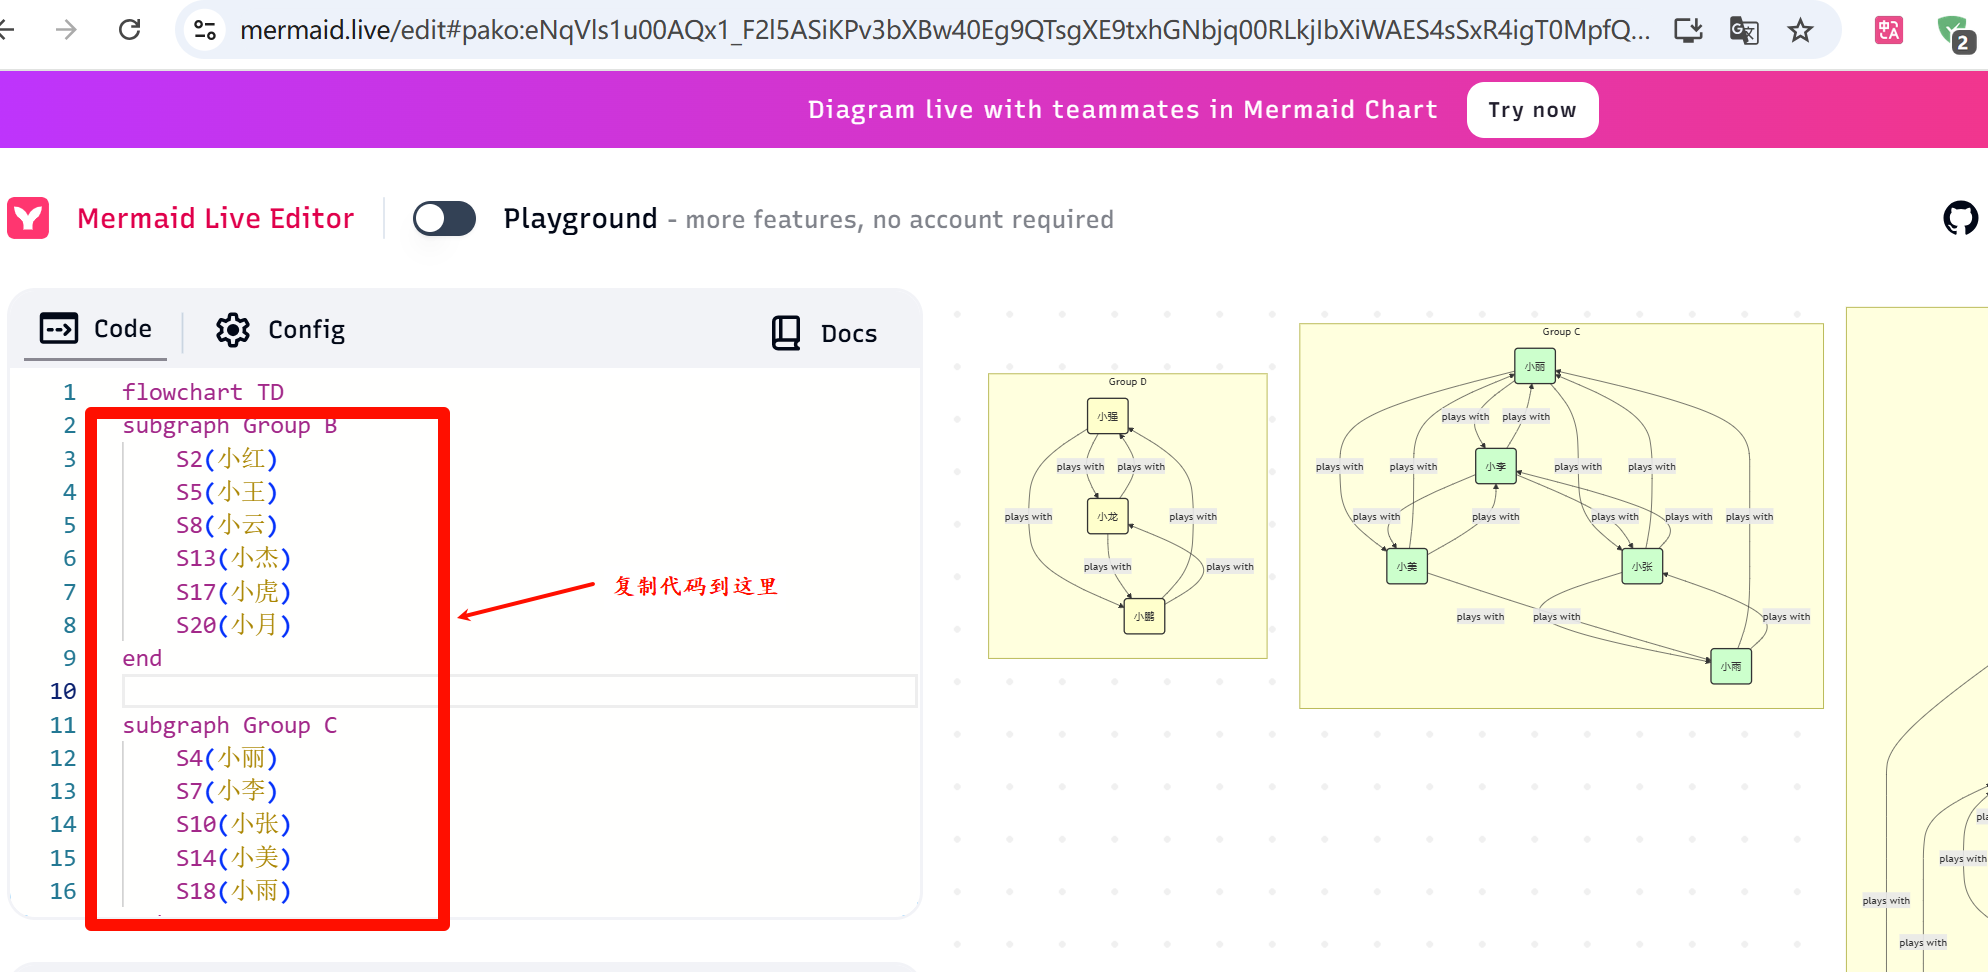 mermaid.live/edit#pako:eNqVls1u00AQx1_F2l5ASiKPv3bXBw40Eg9QTsgXE9txhGNbjq00RLkjIbXiWAES4sSxR4igT0MpfQ...
2
Diagram live with teammates in Mermaid Chart
Try now
Mermaid Live Editor
Playground - more features, no account required
Code
Config
Docs
1 flowchart TD
2 subgraph Group B
3 S2(小红)
4 S5(小王)
5 S8(小云)
6 S13(小杰)
7 S17(小虎)
8 S20(小月)
9 end
10
11 subgraph Group C
12 S4(小丽)
13 S7(小李)
14 S10(小张)
15 S14(小美)
16 S18(小雨)
复制代码到这里
Group D
小强
plays with
plays with
小龙
plays with
plays with
plays with
plays with
小鹏
Group C
小丽
plays with
plays with
plays with
plays with
plays with
plays with
小李
plays with
plays with
plays with
plays with
plays with
小美
小张
plays with
plays with
plays with
小雨
pla
plays with
plays with
plays with